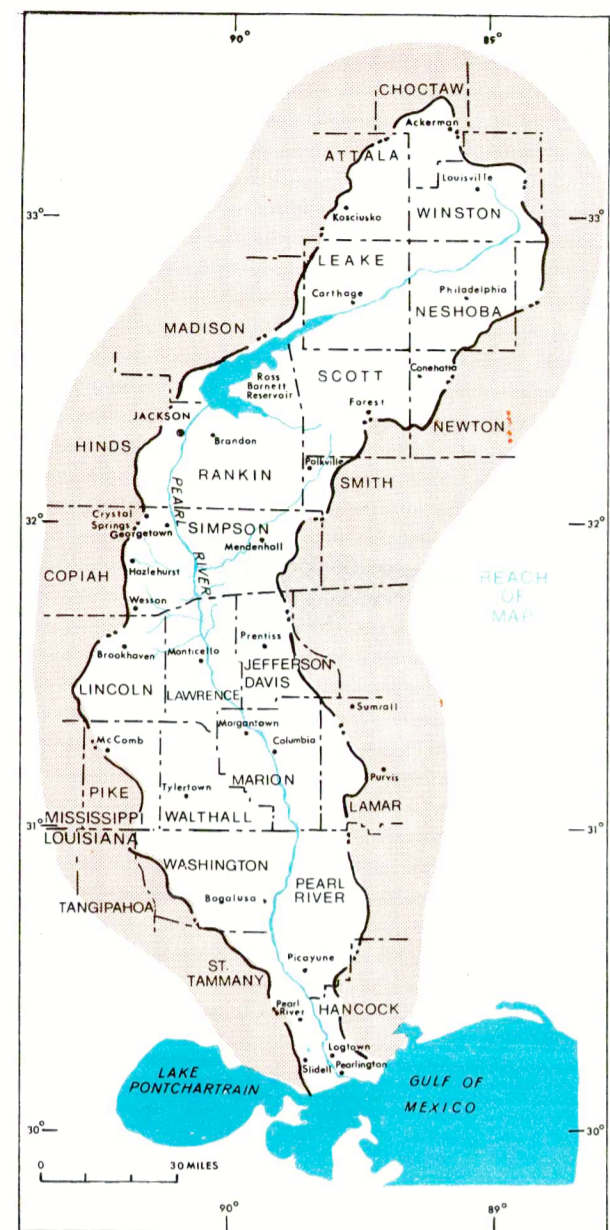 90°
89°
CHOCTAW
Ackerman
ATTALA
Louisville
33°
33°
Kosciusko
WINSTON
LEAKE
Carthage
Philadelphia
NESHOBA
MADISON
SCOTT
Conehatta
Ross
Barnett
Reservoir
Forest
JACKSON
NEWTON
HINDS
Brandon
Polkville
RANKIN
SMITH
PEARL
RIVER
32°
32°
Crystal
Springs
Georgetown
SIMPSON
Mendenhall
COPIAH
Hazlehurst
REACH
OF
MAP
Wesson
Prentiss
Brookhaven
Monticello
JEFFERSON
DAVIS
LINCOLN
LAWRENCE
Sumrall
Morgantown
McComb
Columbia
MARION
Purvis
PIKE
Tylertown
LAMAR
WALTHALL
MISSISSIPPI
31°
31°
LOUISIANA
WASHINGTON
PEARL
RIVER
Bogalusa
TANGIPAHOA
Picayune
ST.
TAMMANY
Pearl
River
HANCOCK
Logtown
Slidell
Pearlington
LAKE
PONTCHARTRAIN
GULF OF
MEXICO
30°
30°
0
30 MILES
90°
89°